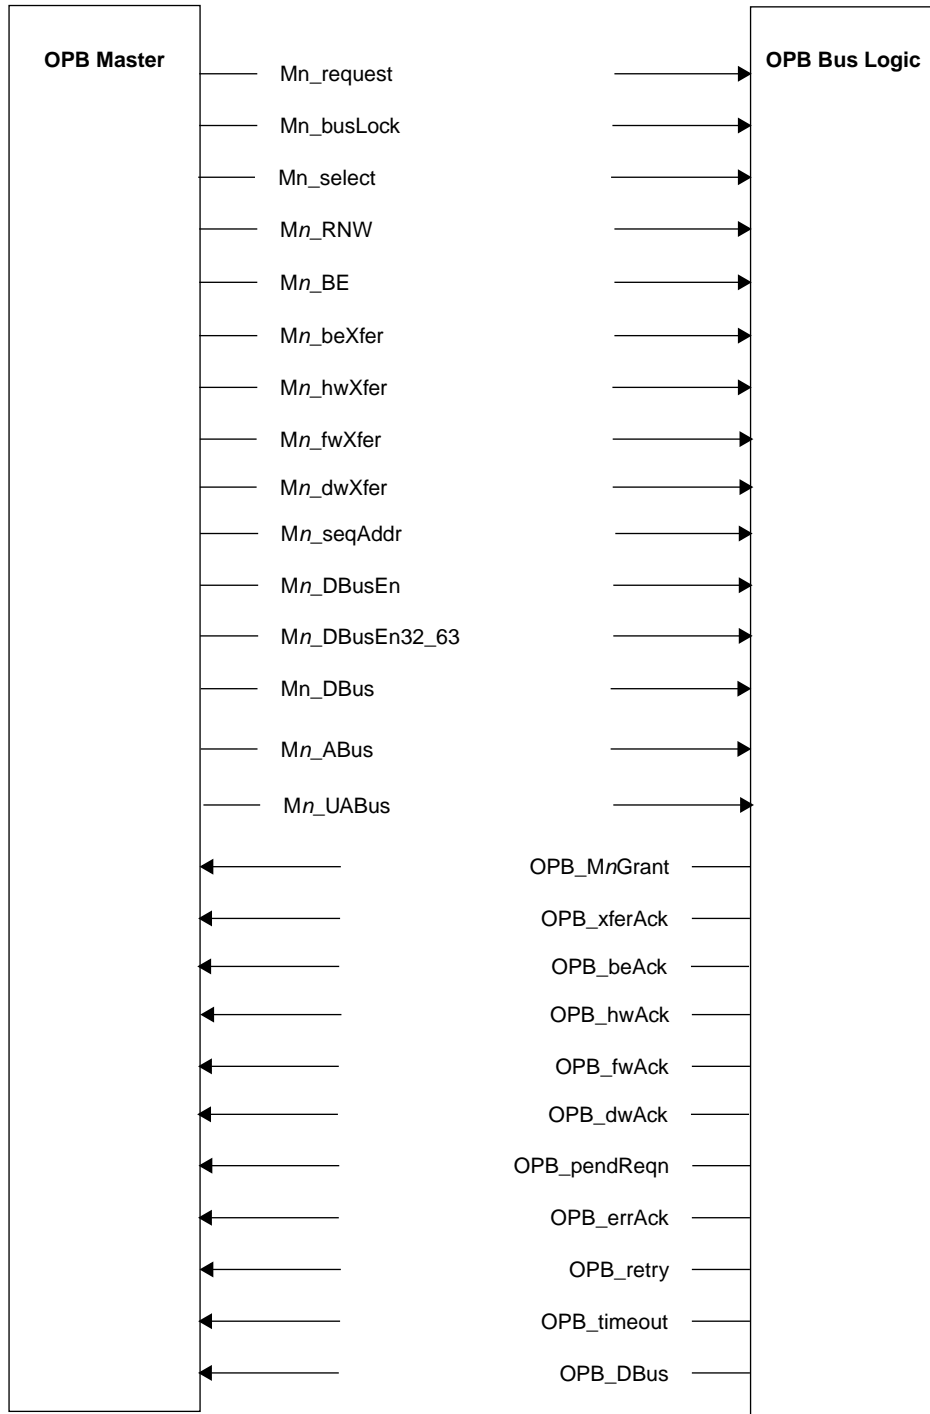 OPB Master
OPB Bus Logic
Mn_request
Mn_busLock
Mn_select
Mn_RNW
Mn_BE
Mn_beXfer
Mn_hwXfer
Mn_fwXfer
Mn_dwXfer
Mn_seqAddr
Mn_DBusEn
Mn_DBusEn32_63
Mn_DBus
Mn_ABus
Mn_UABus
OPB_MnGrant
OPB_xferAck
OPB_beAck
OPB_hwAck
OPB_fwAck
OPB_dwAck
OPB_pendReqn
OPB_errAck
OPB_retry
OPB_timeout
OPB_DBus